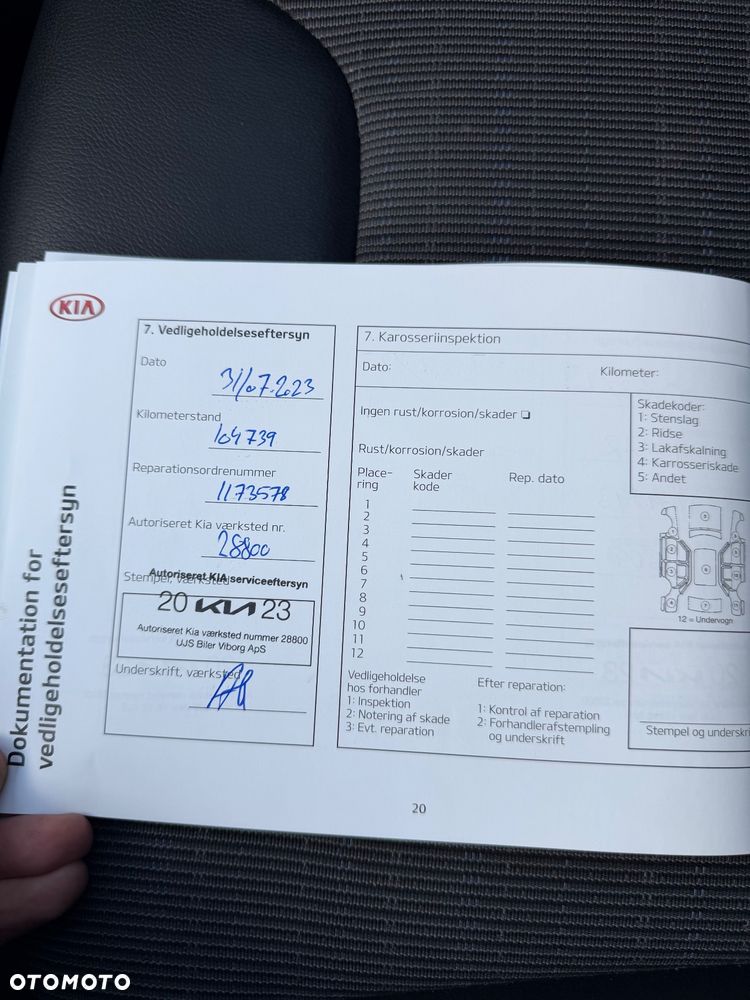 KIA
Dokumentation for
vedligeholdelseseftersyn
7. Vedligeholdelseseftersyn
Dato
31/07.2023
Kilometerstand
104739
Reparationsordrenummer
1173578
Autoriseret Kia værksted nr.
28800
Stempel, værksted
Autoriseret KIA serviceeftersyn
20 KIA 23
Autoriseret Kia værksted nummer 28800
UJS Biler Viborg ApS
Underskrift, værksted
7. Karosseriinspektion
Dato:
Kilometer:
Ingen rust/korrosion/skader
Rust/korrosion/skader
Place-
ring
Skader
kode
Rep. dato
1
2
3
4
5
6
7
8
9
10
11
12
Skadekoder:
1: Stenslag
2: Ridse
3: Lakafskalning
4: Karrosseriskade
5: Andet
12 = Undervogn
Vedligeholdelse
hos forhandler
1: Inspektion
2: Notering af skade
3: Evt. reparation
Efter reparation:
1: Kontrol af reparation
2: Forhandlerafstempling
og underskrift
Stempel og underskri
20
OTOMOTO